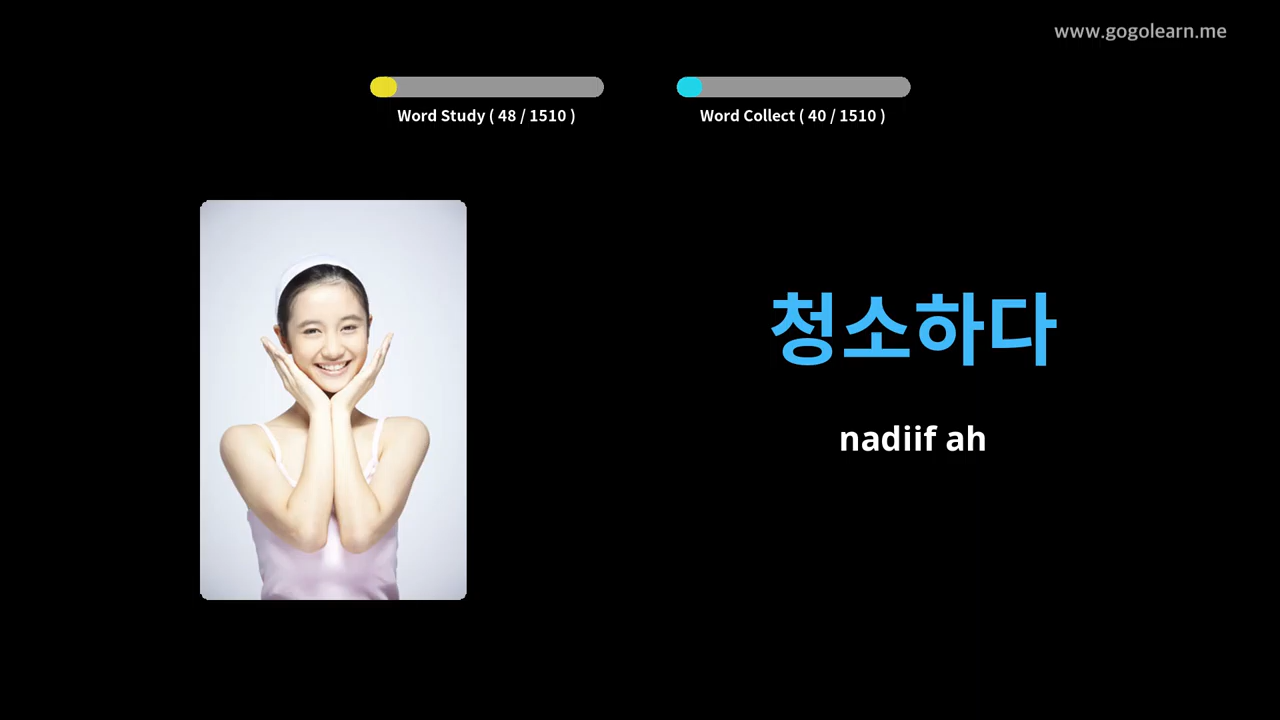 www.gogolearn.me
Word Study ( 48 / 1510 )
Word Collect ( 40 / 1510 )
청소하다
nadiif ah